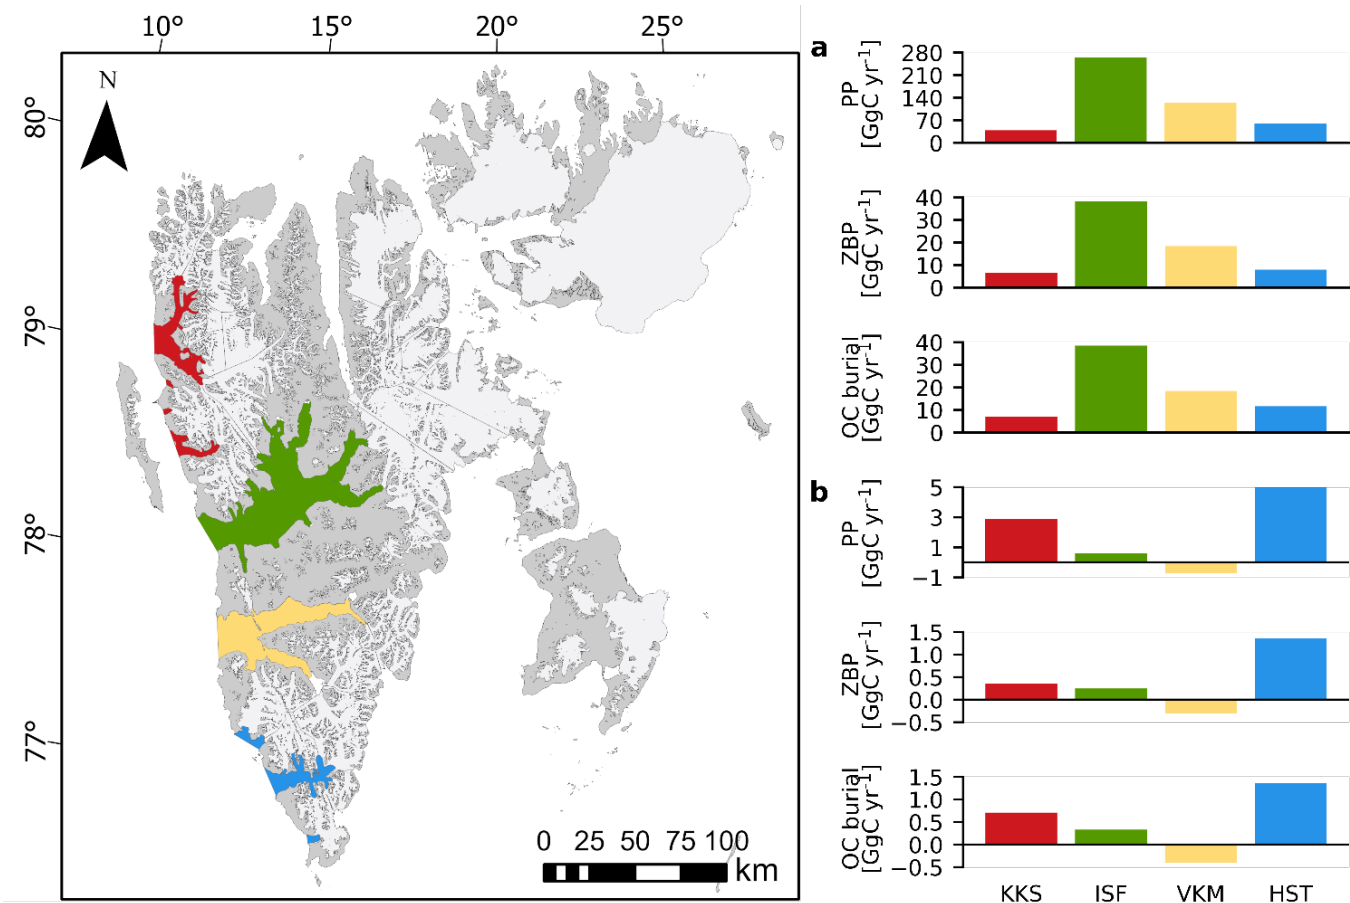 10° 15° 20° 25°
N
80°
79°
78°
77°
0 25 50 75 100
km
a
PP
[GgC yr⁻¹]
280
210
140
70
0
ZBP
[GgC yr⁻¹]
40
30
20
10
0
OC burial
[GgC yr⁻¹]
40
30
20
10
0
b
PP
[GgC yr⁻¹]
5
3
1
−1
ZBP
[GgC yr⁻¹]
1.5
1.0
0.5
0.0
−0.5
OC burial
[GgC yr⁻¹]
1.5
1.0
0.5
0.0
−0.5
KKS ISF VKM HST